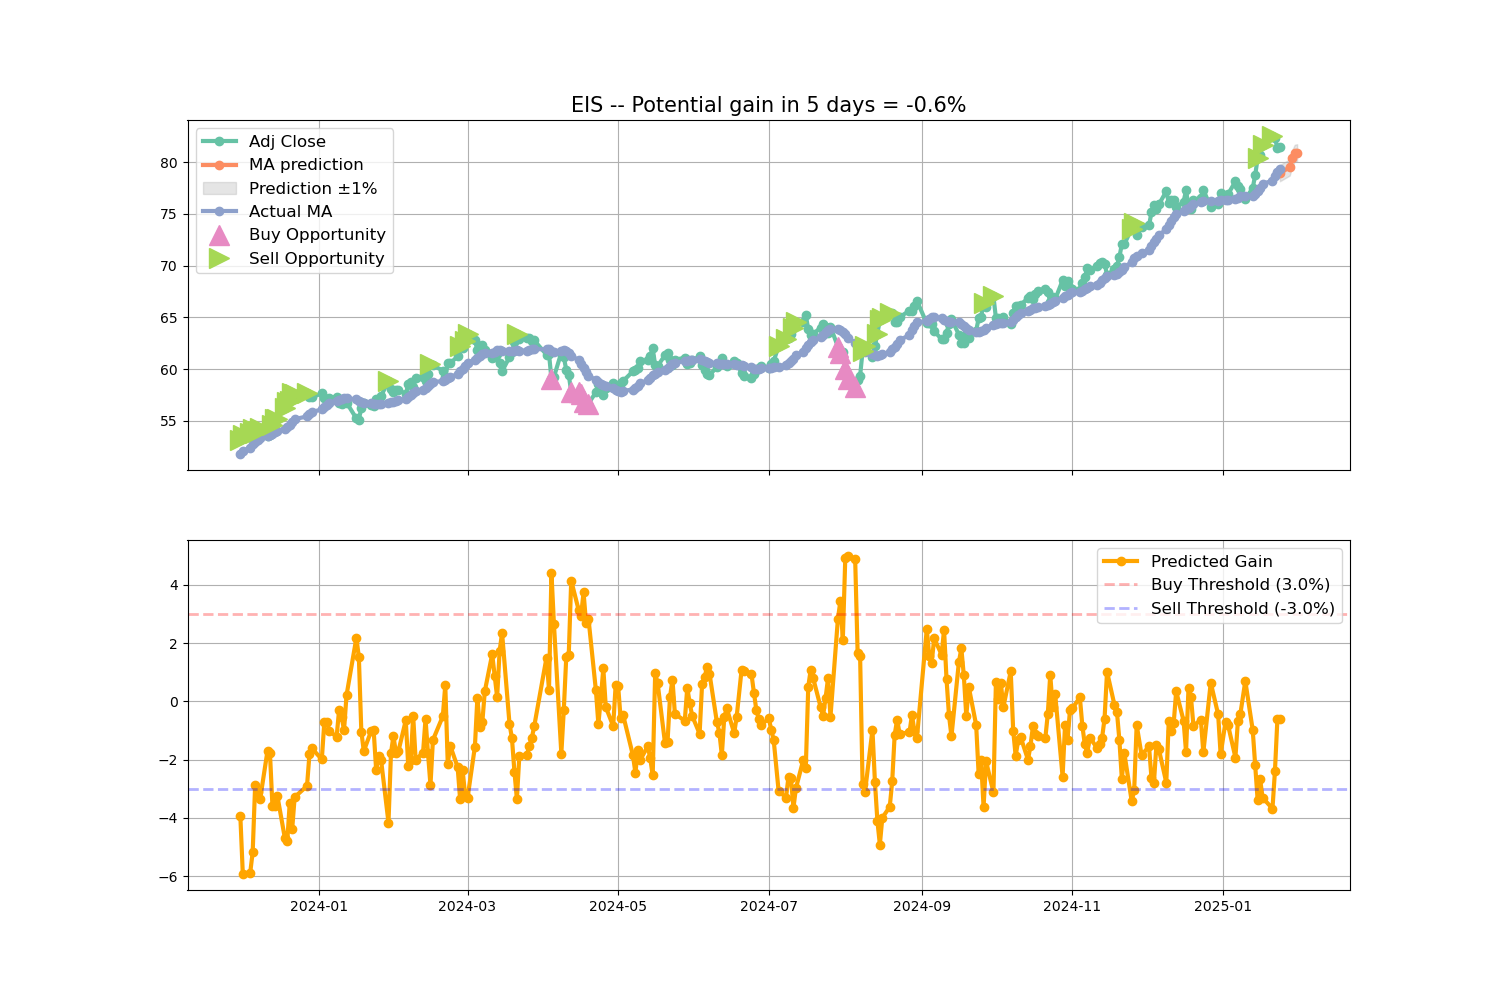 EIS -- Potential gain in 5 days = -0.6%
Adj Close
MA prediction
Prediction ±1%
Actual MA
Buy Opportunity
Sell Opportunity
80
75
70
65
60
55
Predicted Gain
Buy Threshold (3.0%)
Sell Threshold (-3.0%)
4
2
0
−2
−4
−6
2024-01
2024-03
2024-05
2024-07
2024-09
2024-11
2025-01